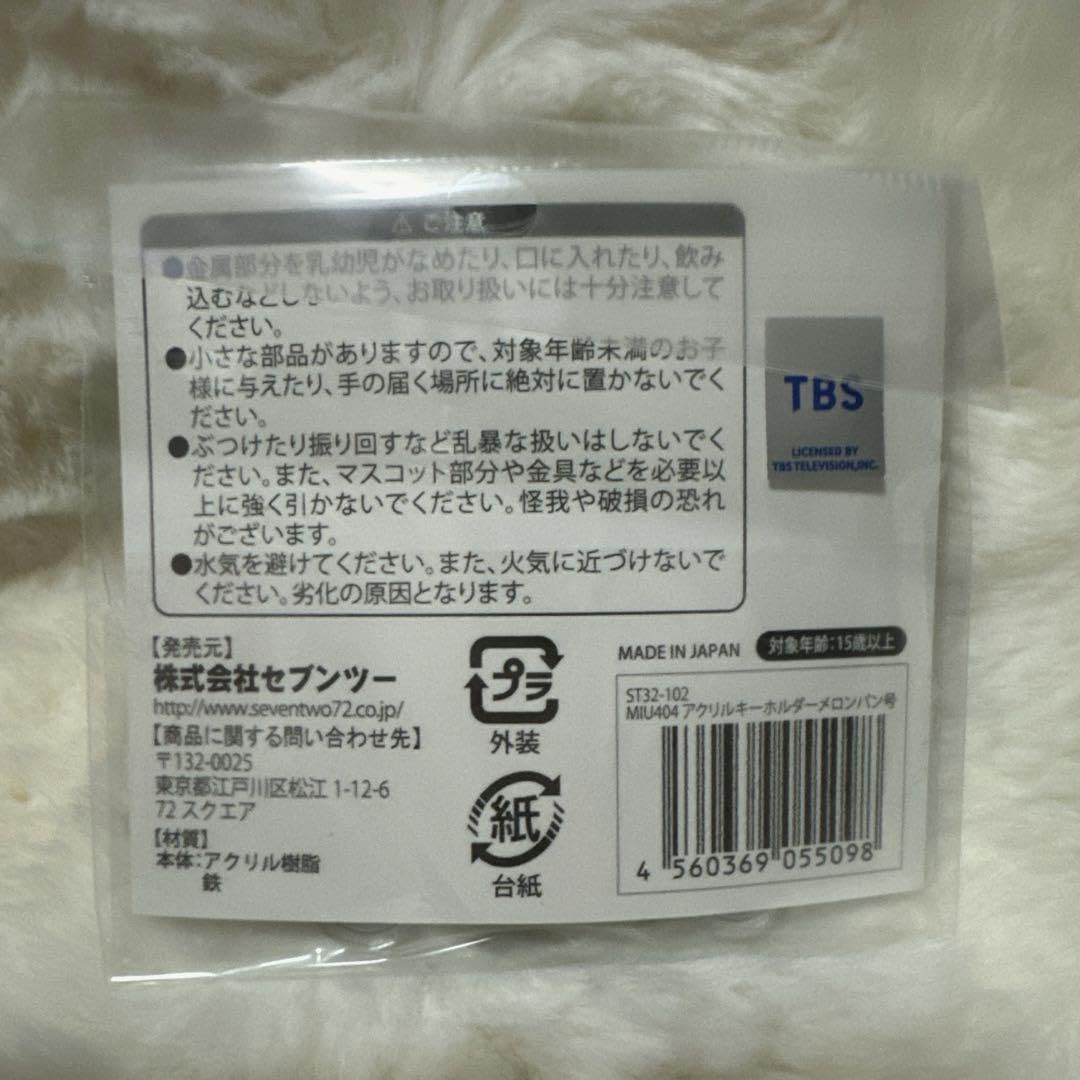 ⚠ご注意
●金属部分を乳幼児がなめたり、口に入れたり、飲み
込むなどしないよう、お取り扱いには十分注意して
ください。
●小さな部品がありますので、対象年齢未満のお子
様に与えたり、手の届く場所に絶対に置かないでく
ださい。
●ぶつけたり振り回すなど乱暴な扱いはしないでく
ださい。また、マスコット部分や金具などを必要以
上に強く引かないでください。怪我や破損の恐れ
がございます。
●水気を避けてください。また、火気に近づけないで
ください。劣化の原因となります。
TBS
LICENSED BY
TBS TELEVISION,INC.
【発売元】
株式会社セブンツー
http://www.seventwo72.co.jp/
【商品に関する問い合わせ先】
〒132-0025
東京都江戸川区松江 1-12-6
72 スクエア
【材質】
本体：アクリル樹脂
鉄
プラ
外装
紙
台紙
MADE IN JAPAN
対象年齢：15歳以上
ST32-102
MIU404 アクリルキーホルダーメロンパン号
4 560369 055098